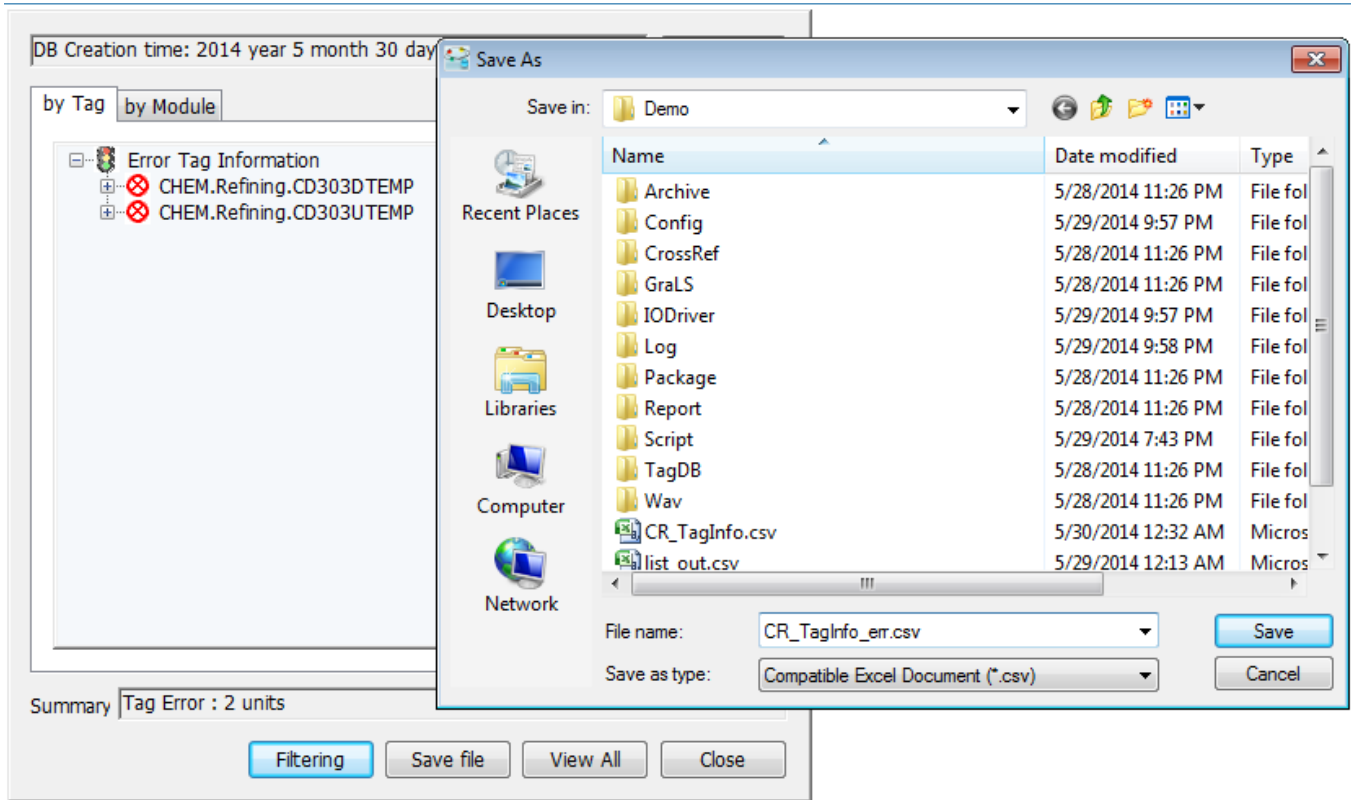 DB Creation time: 2014 year 5 month 30 day
by Tag by Module
Error Tag Information
CHEM.Refining.CD303DTEMP
CHEM.Refining.CD303UTEMP
Summary Tag Error : 2 units
Filtering Save file View All Close
Save As
Save in: Demo
Recent Places
Desktop
Libraries
Computer
Network
Name Date modified Type
Archive 5/28/2014 11:26 PM File fol
Config 5/29/2014 9:57 PM File fol
CrossRef 5/28/2014 11:26 PM File fol
GraLS 5/28/2014 11:26 PM File fol
IODriver 5/29/2014 9:57 PM File fol
Log 5/29/2014 9:58 PM File fol
Package 5/28/2014 11:26 PM File fol
Report 5/28/2014 11:26 PM File fol
Script 5/29/2014 7:43 PM File fol
TagDB 5/28/2014 11:26 PM File fol
Wav 5/28/2014 11:26 PM File fol
CR_TagInfo.csv 5/30/2014 12:32 AM Micros
list_out.csv 5/29/2014 12:13 AM Micros
File name: CR_TagInfo_err.csv Save
Save as type: Compatible Excel Document (*.csv) Cancel